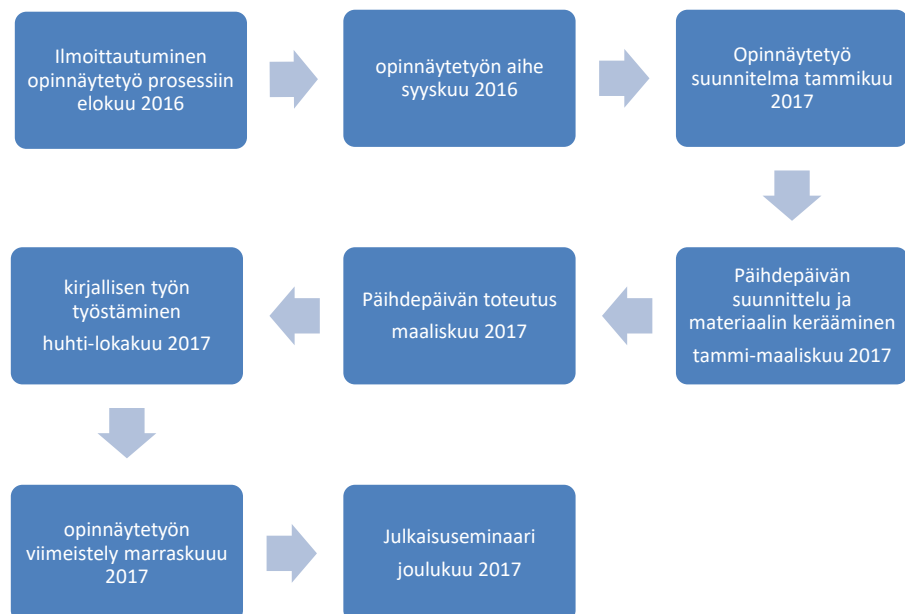 Ilmoittautuminen
opinnäytetyö prosessiin
elokuu 2016
opinnäytetyön aihe
syyskuu 2016
Opinnäytetyö
suunnitelma tammikuu
2017
Päihdepäivän
suunnittelu ja
materiaalin kerääminen
tammi-maaliskuu 2017
Päihdepäivän toteutus
maaliskuu 2017
kirjallisen työn
työstäminen
huhti-lokakuu 2017
opinnäytetyön
viimeistely marraskuuu
2017
Julkaisuseminaari
joulukuu 2017